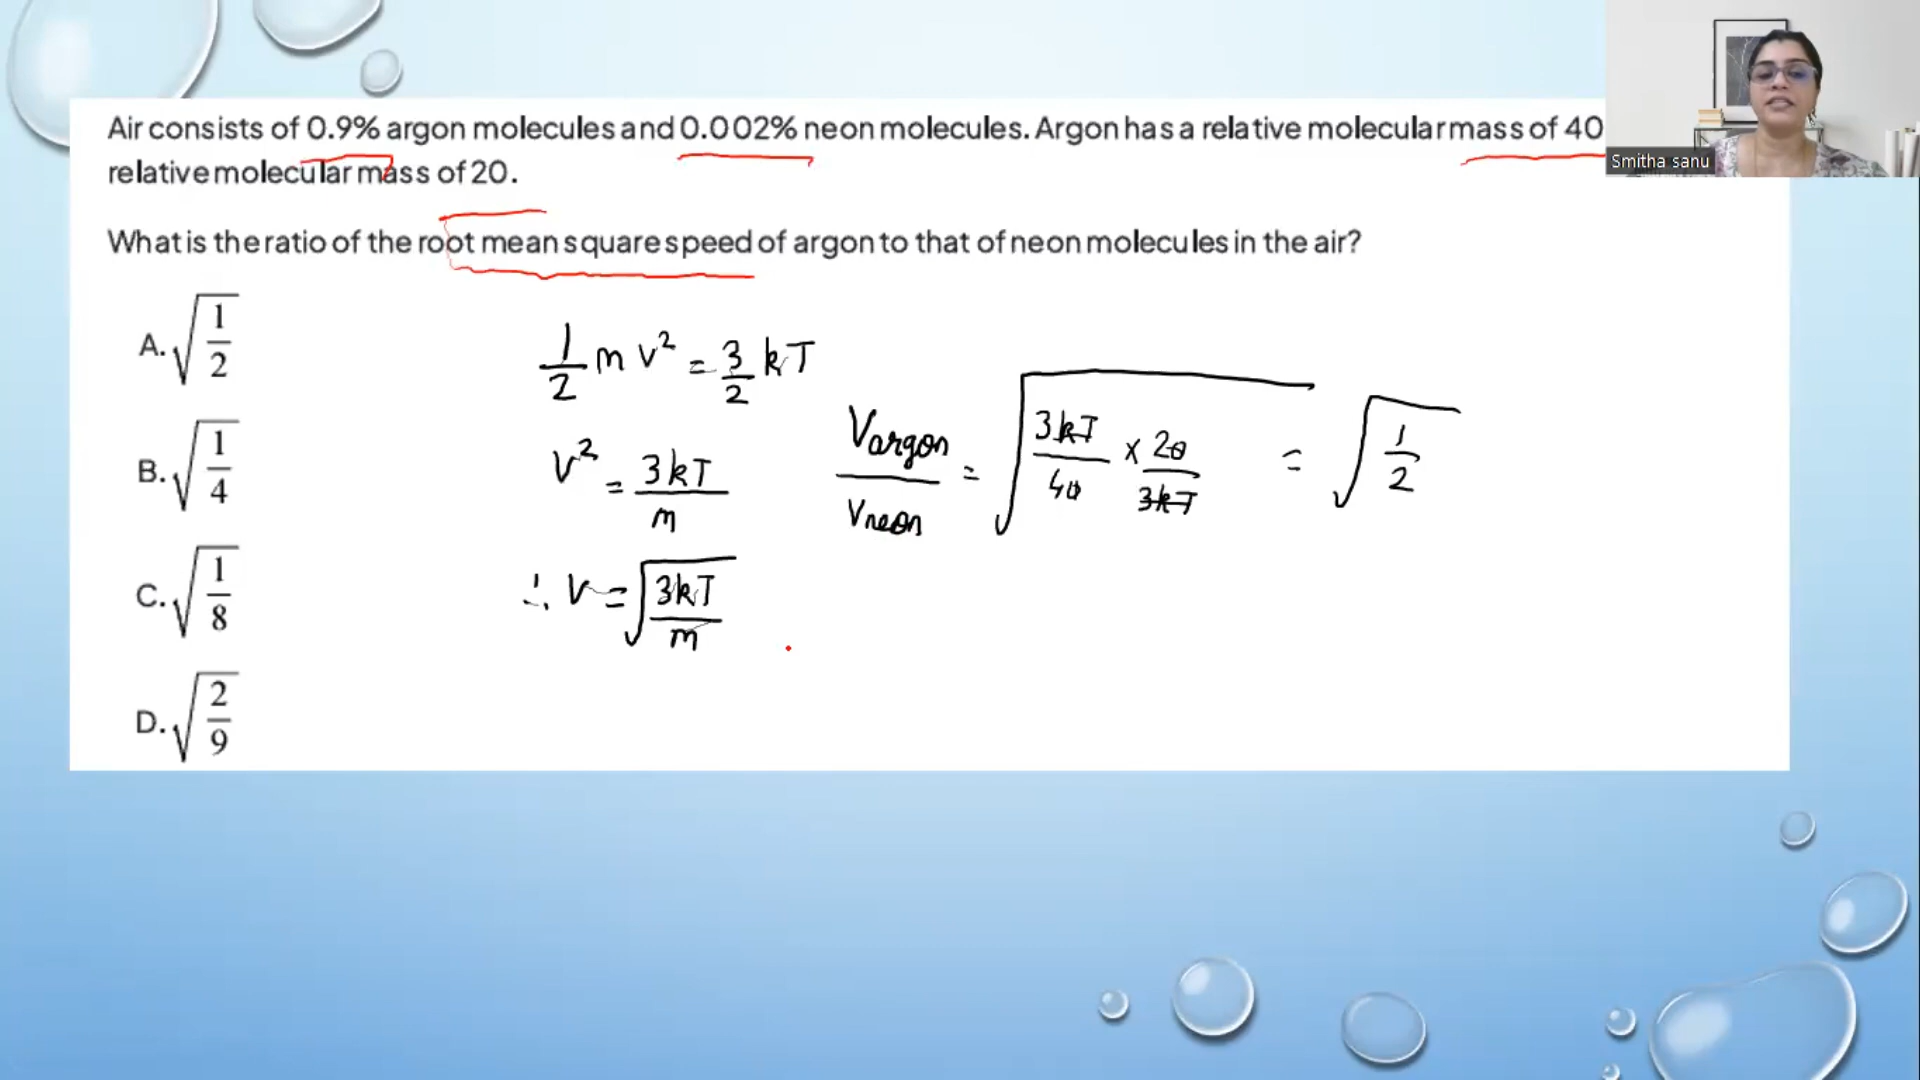 Air consists of 0.9% argon molecules and 0.002% neon molecules. Argon has a relative molecular mass of 40
relative molecular mass of 20.
What is the ratio of the root mean square speed of argon to that of neon molecules in the air?
A. √(1/2)
B. √(1/4)
C. √(1/8)
D. √(2/9)
1/2 m v² = 3/2 kT
v² = 3kT/m
∴ v = √(3kT/m)
Vargon/Vneon = √(3kT/40 × 20/3kT) = √(1/2)
Smitha sanu